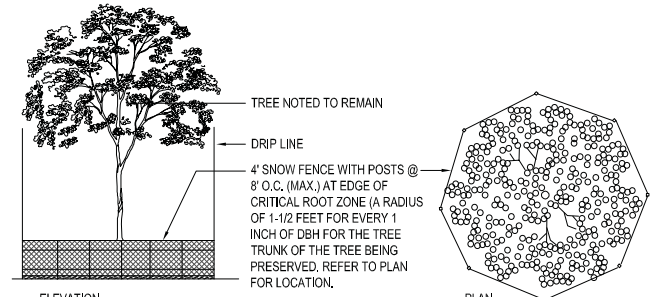 TREE NOTED TO REMAIN
DRIP LINE
4' SNOW FENCE WITH POSTS @
8' O.C. (MAX.) AT EDGE OF
CRITICAL ROOT ZONE (A RADIUS
OF 1-1/2 FEET FOR EVERY 1
INCH OF DBH FOR THE TREE
TRUNK OF THE TREE BEING
PRESERVED. REFER TO PLAN
FOR LOCATION.
ELEVATION
PLAN